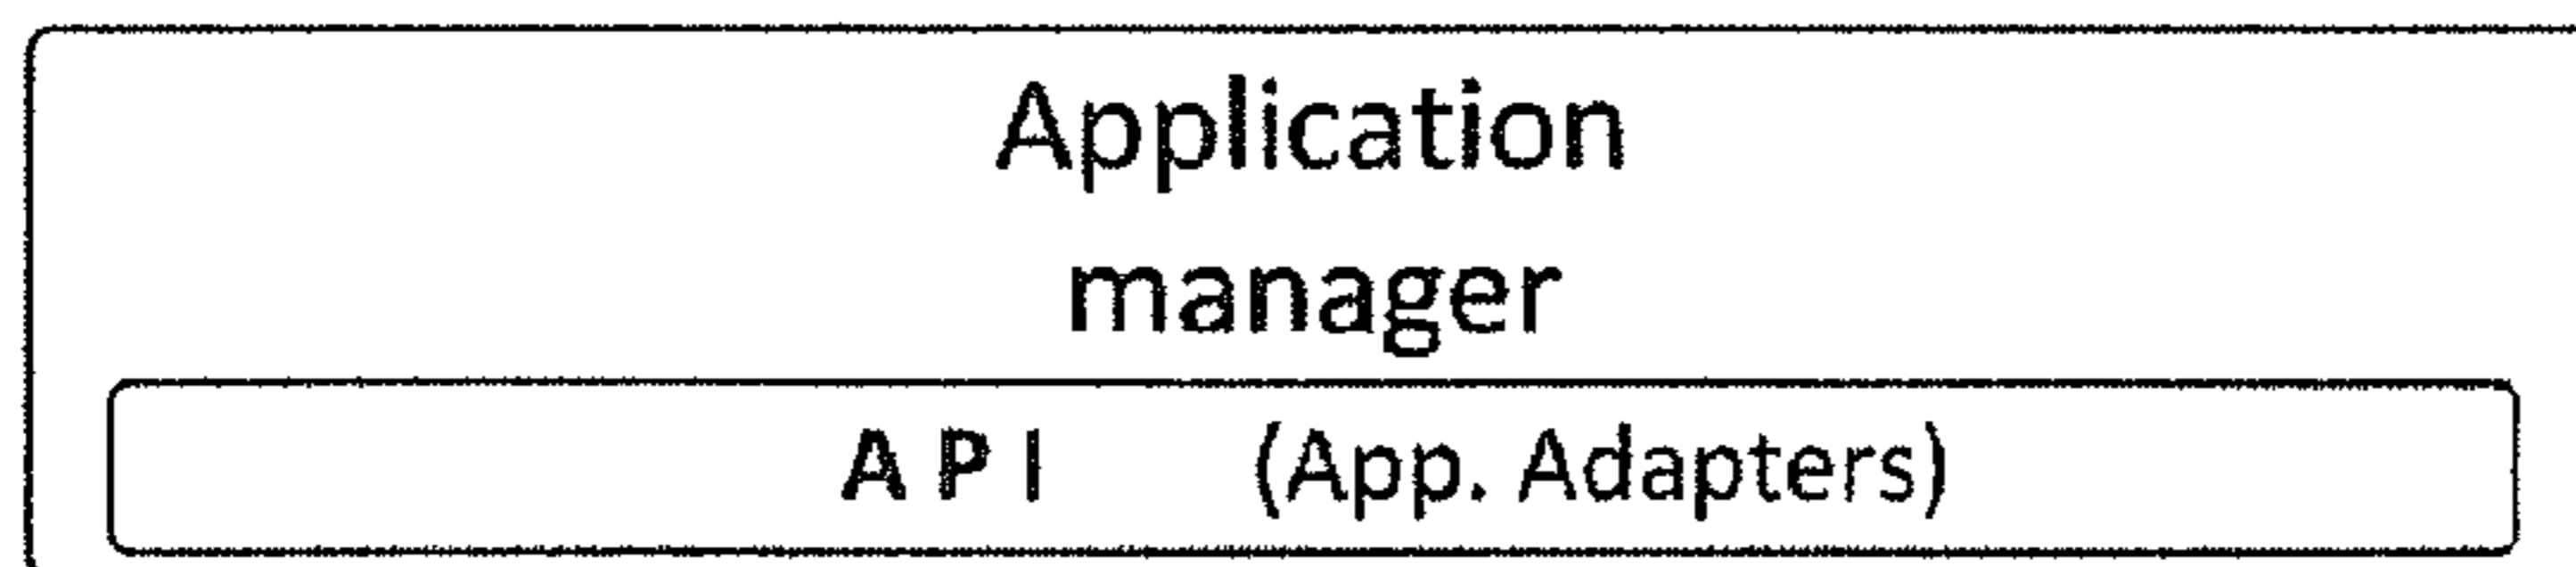 Application
manager
A P I (App. Adapters)